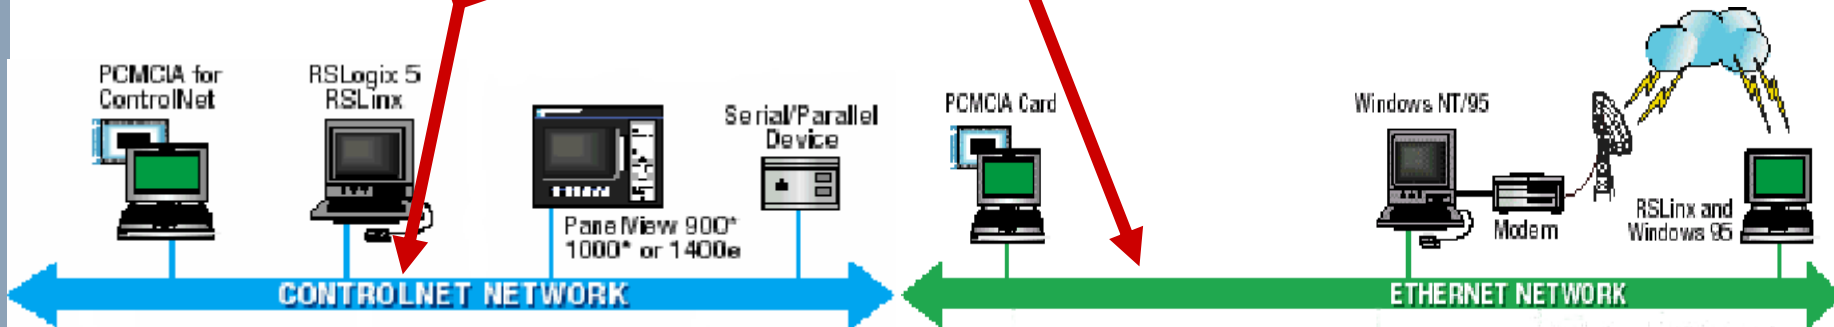 PCMCIA for
ControlNet
RSLogix 5
RSLinx
PanelView 900*
1000* or 1400e
Serial/Parallel
Device
CONTROLNET NETWORK
PCMCIA Card
Windows NT/95
Modem
RSLinx and
Windows 95
ETHERNET NETWORK